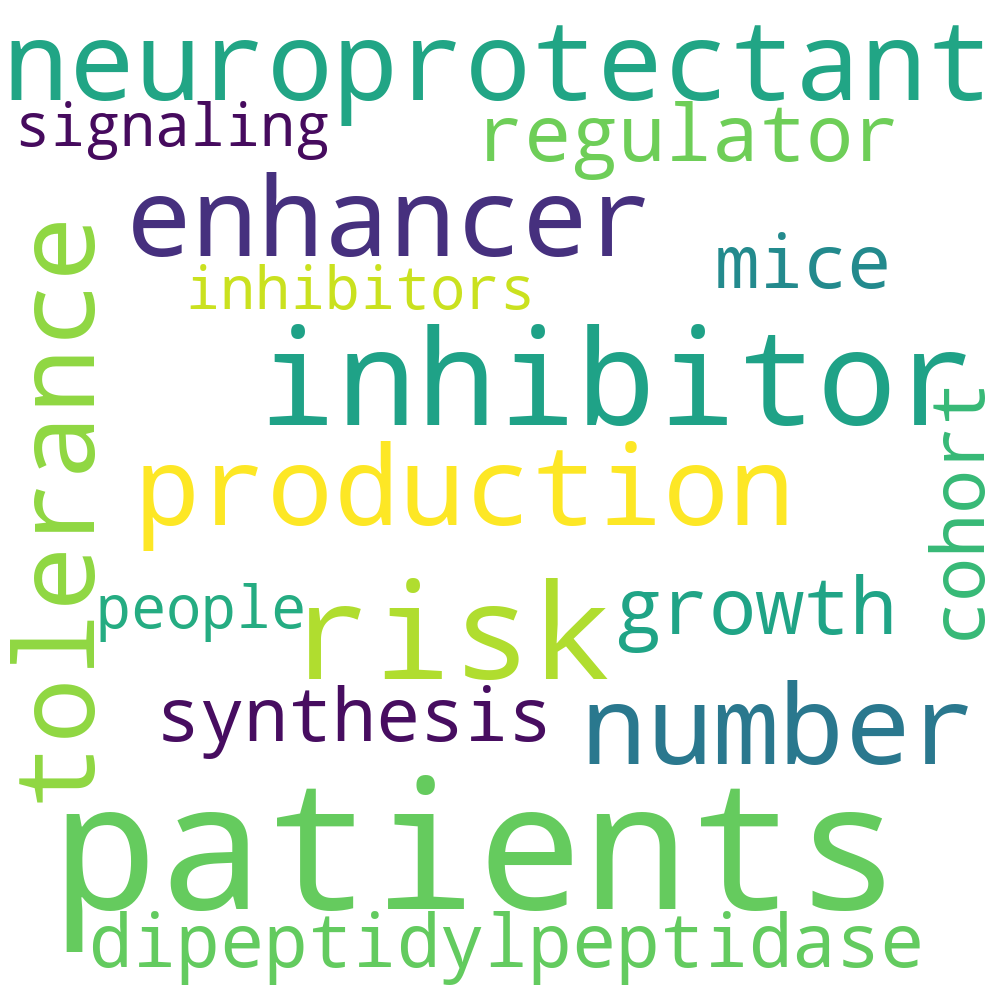 neuroprotectant
signaling
regulator
enhancer
mice
inhibitors
tolerance
inhibitor
cohort
production
people
risk
growth
synthesis
number
patients
dipeptidylpeptidase